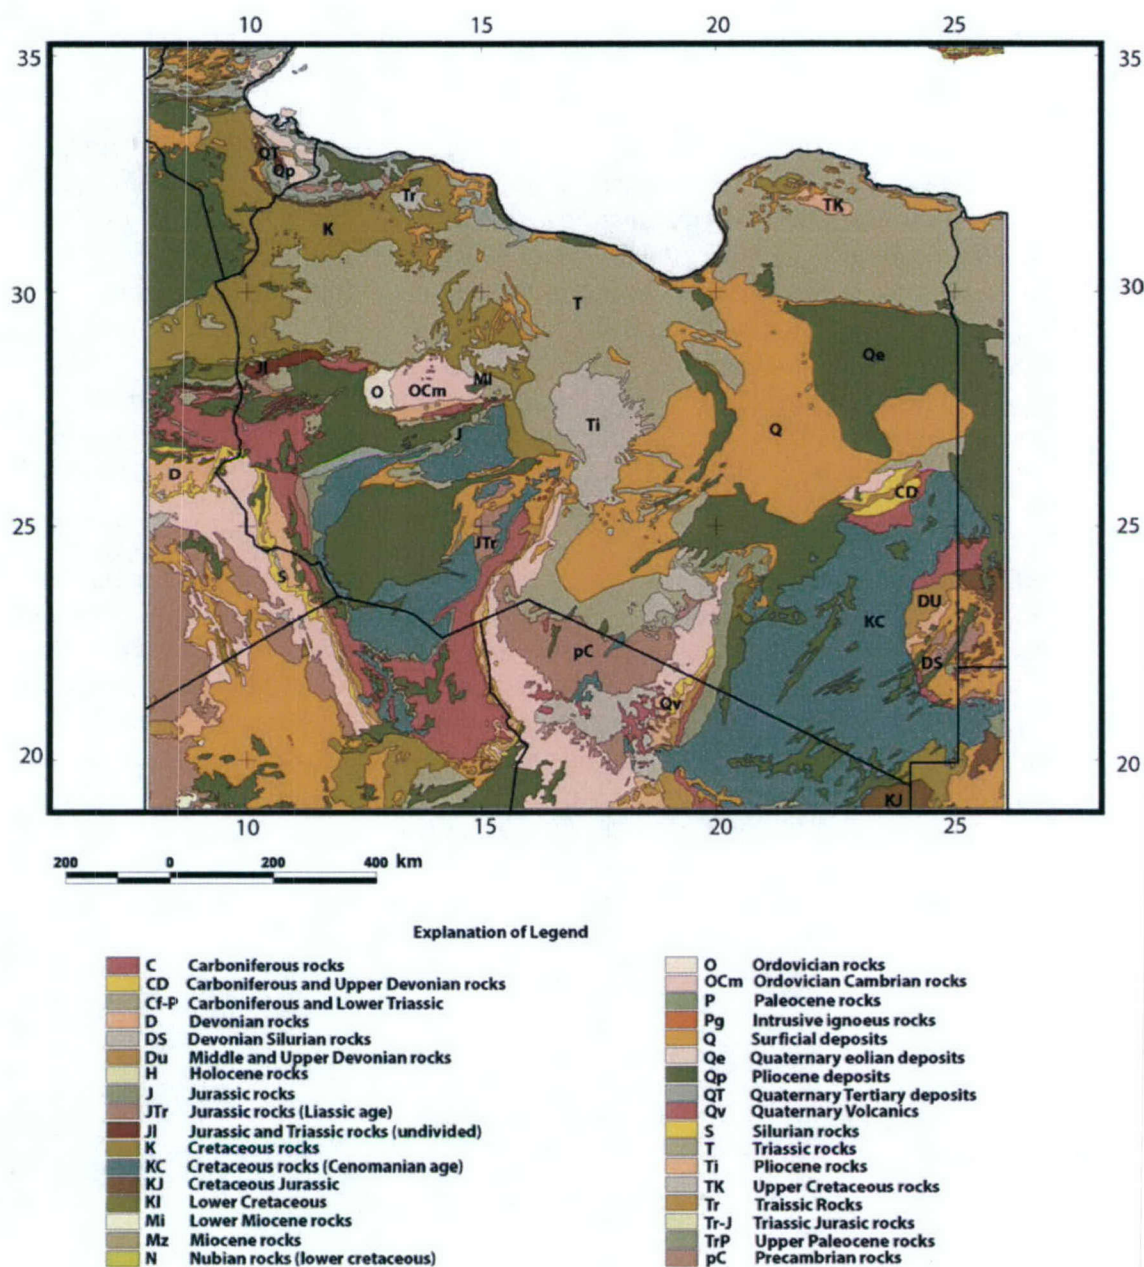 10 15 20 25
35 35
QT
Qp
Tr
TK
K
30 T 30
Qe
Jl
O OCm Mi
Ti
J Q
D
CD
25 25
JTr
S
DU
KC
pC
DS
Qv
20 20
KJ
10 15 20 25
200 0 200 400 km
Explanation of Legend
C Carboniferous rocks
CD Carboniferous and Upper Devonian rocks
Cf-P Carboniferous and Lower Triassic
D Devonian rocks
DS Devonian Silurian rocks
Du Middle and Upper Devonian rocks
H Holocene rocks
J Jurassic rocks
JTr Jurassic rocks (Liassic age)
Jl Jurassic and Triassic rocks (undivided)
K Cretaceous rocks
KC Cretaceous rocks (Cenomanian age)
KJ Cretaceous Jurassic
Kl Lower Cretaceous
Mi Lower Miocene rocks
Mz Miocene rocks
N Nubian rocks (lower cretaceous)
O Ordovician rocks
OCm Ordovician Cambrian rocks
P Paleocene rocks
Pg Intrusive ignoeus rocks
Q Surficial deposits
Qe Quaternary eolian deposits
Qp Pliocene deposits
QT Quaternary Tertiary deposits
Qv Quaternary Volcanics
S Silurian rocks
T Triassic rocks
Ti Pliocene rocks
TK Upper Cretaceous rocks
Tr Traissic Rocks
Tr-J Triassic Jurasic rocks
TrP Upper Paleocene rocks
pC Precambrian rocks